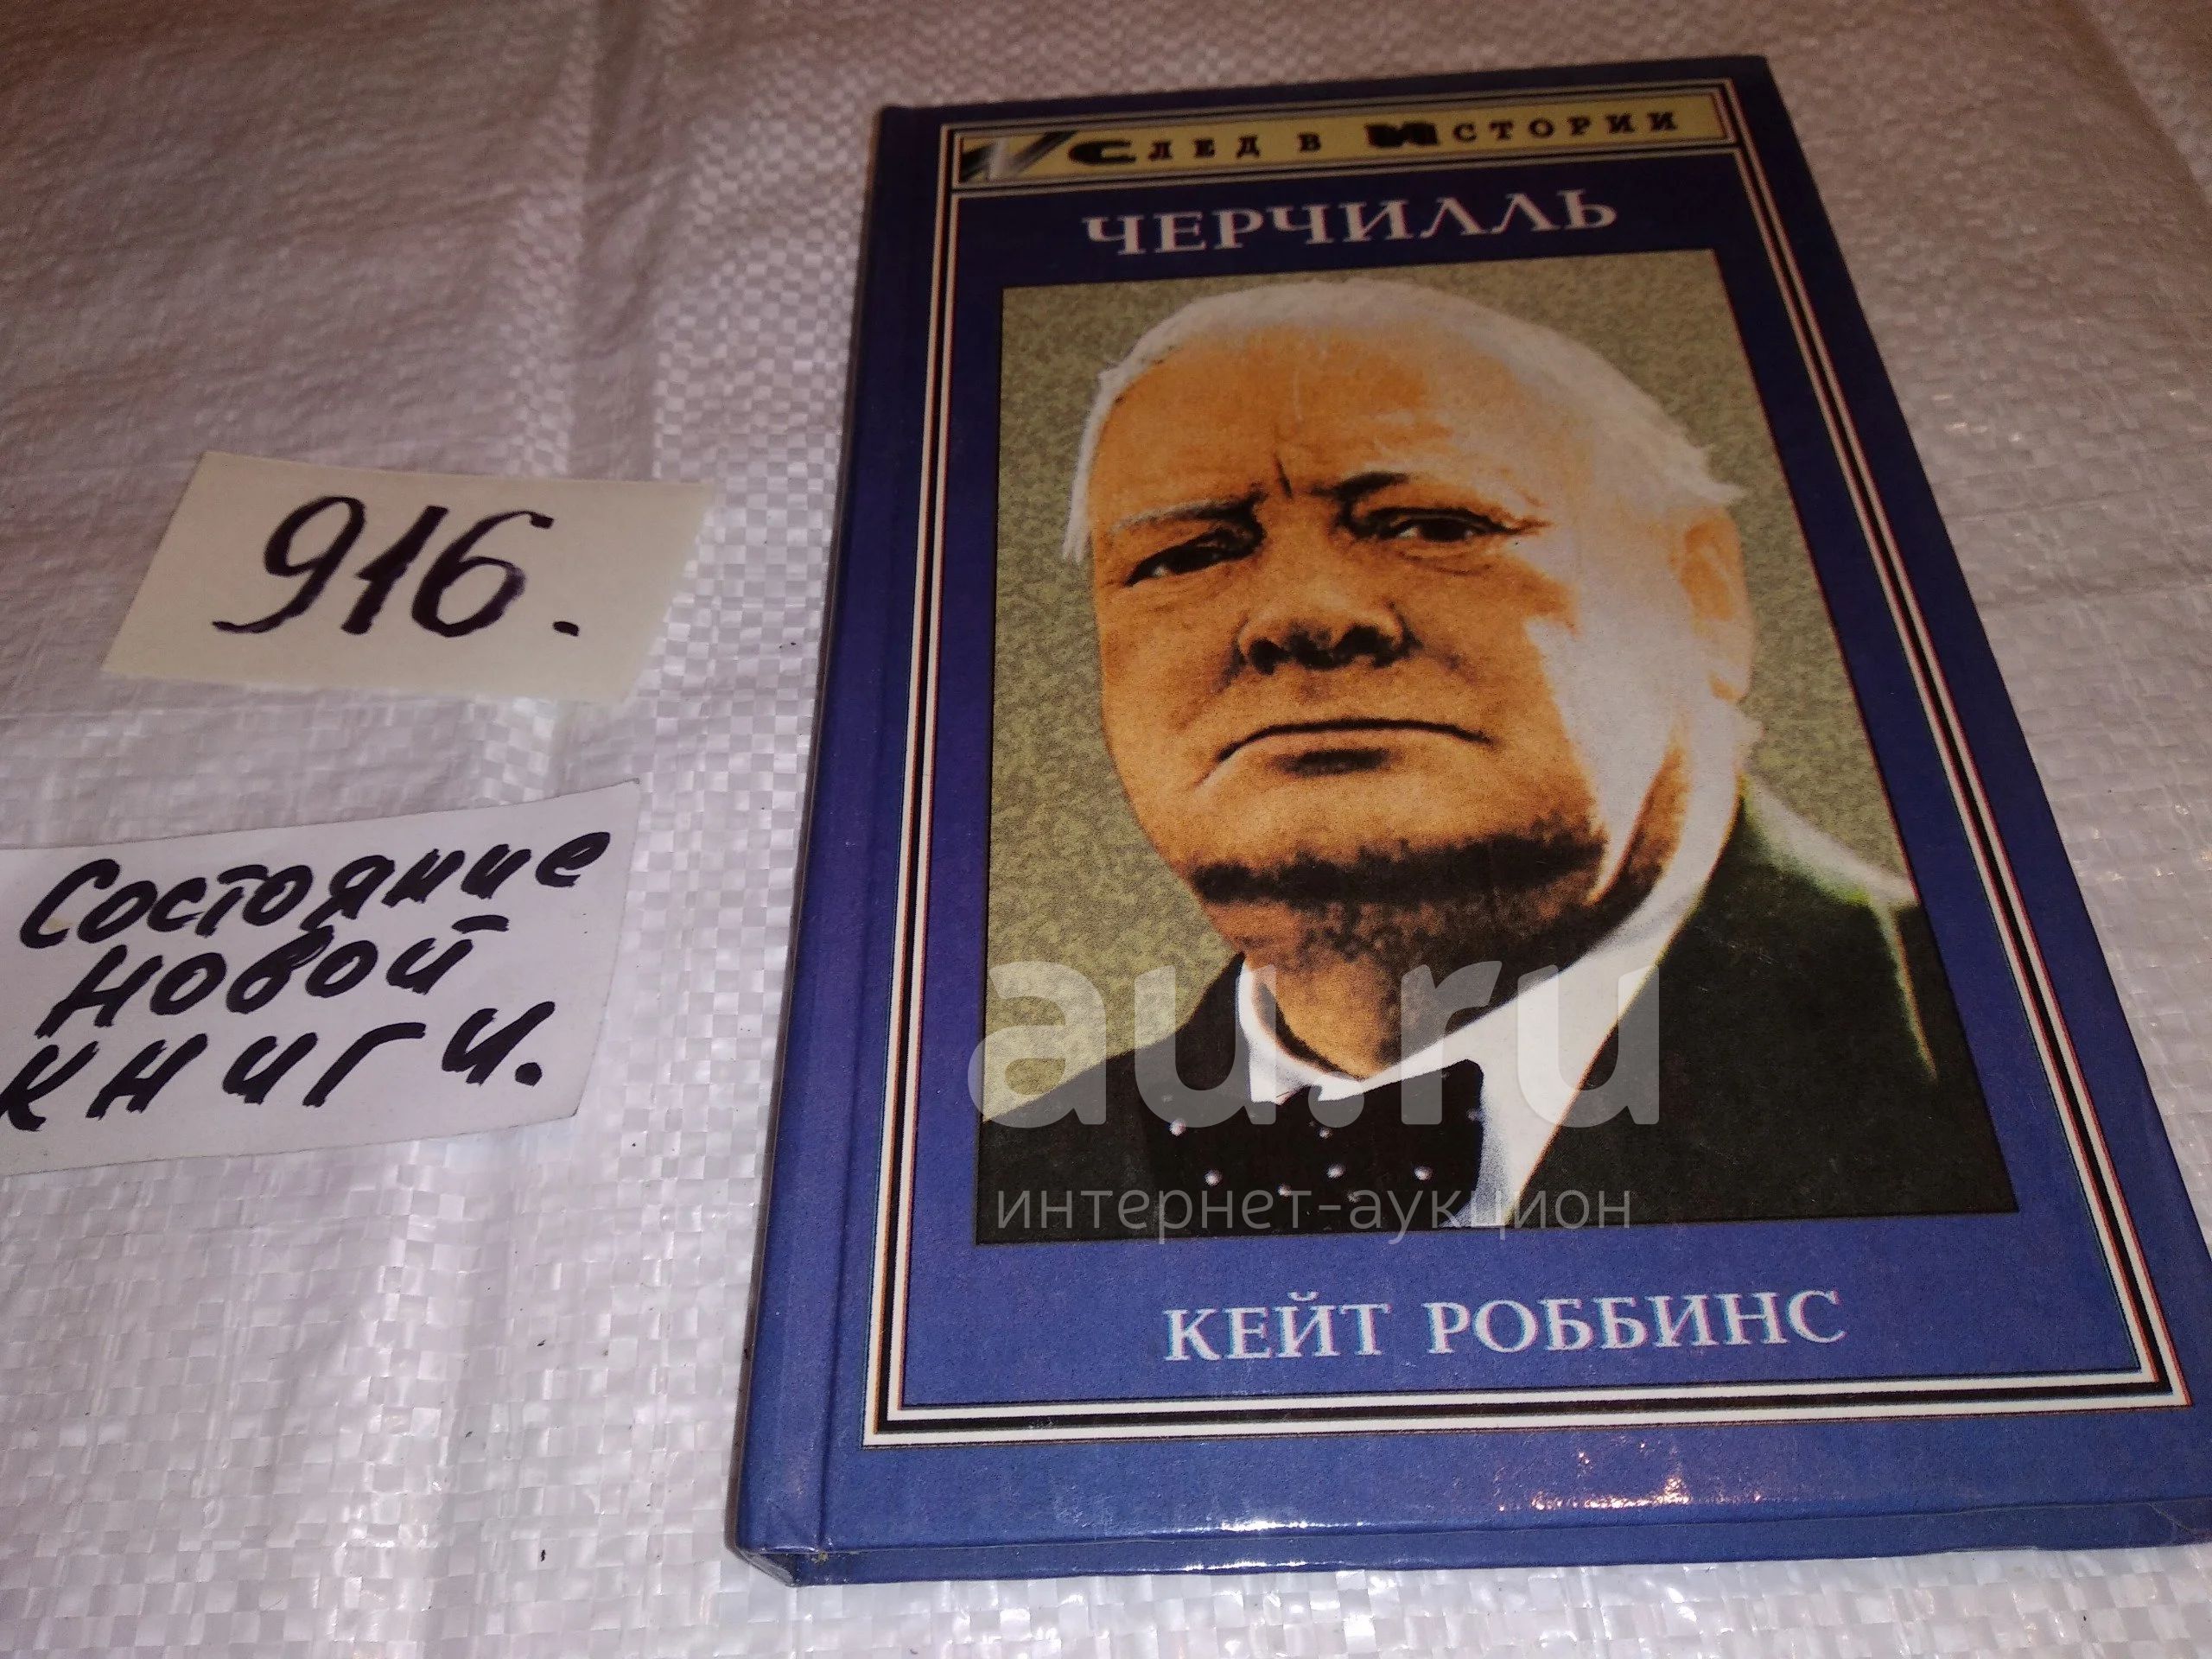 След в Истории
ЧЕРЧИЛЛЬ
916.
Состояние
новой
книги.
au.ru
интернет-аукцион
КЕЙТ РОББИНС